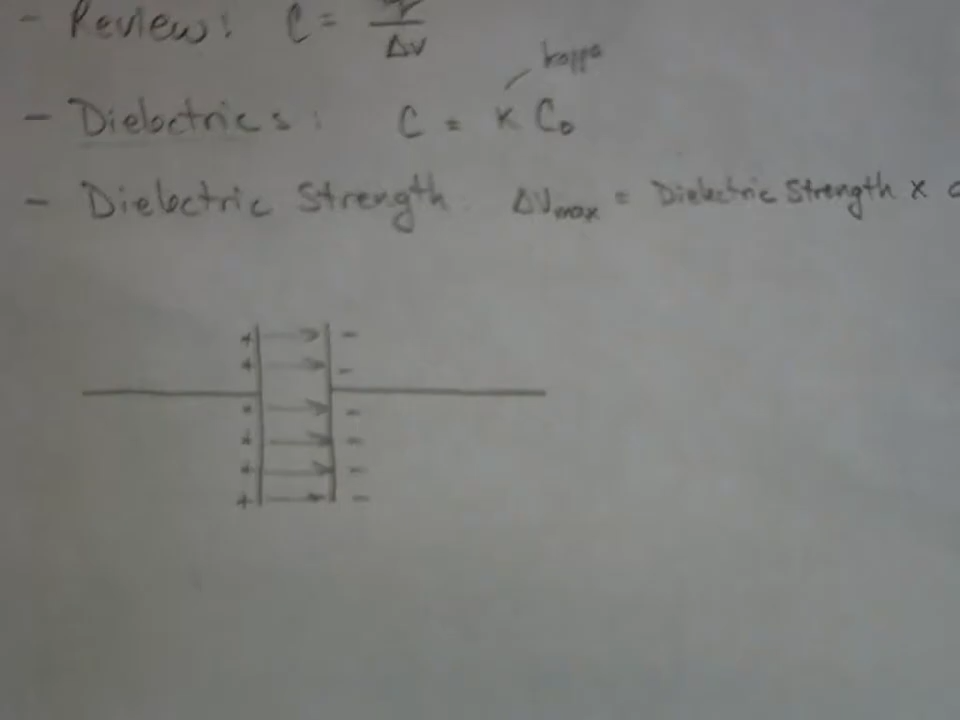 - Review: C = q/Δv
kappa
- Dielectrics: C = K C₀
- Dielectric Strength: ΔVmax = Dielectric Strength x d
+ -
+ -
+ -
+ -
+ -
+ -